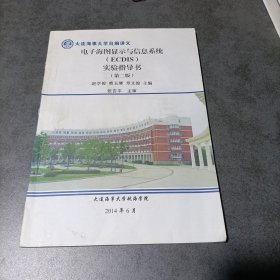 大连海事大学自编讲义
电子海图显示与信息系统
(ECDIS)
实验指导书
(第二版)
主编
主审
大连海事大学航海学院
2014年6月